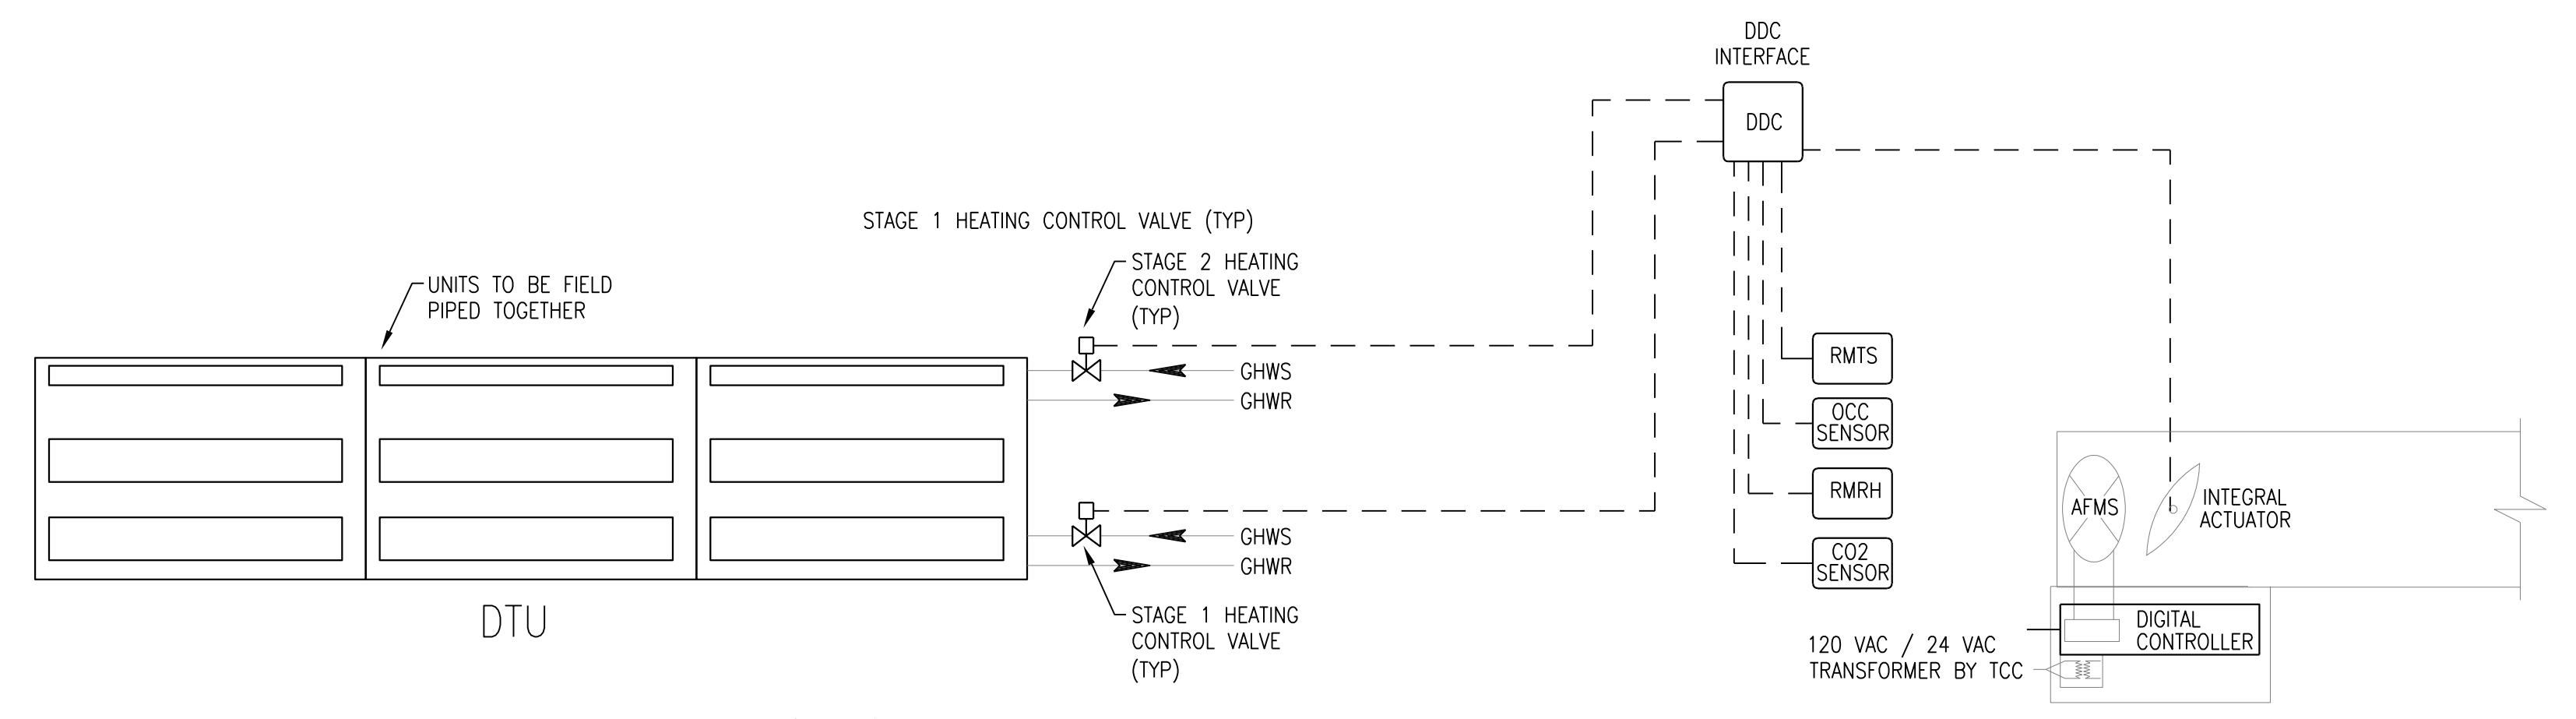 DDC
INTERFACE
DDC
STAGE 1 HEATING CONTROL VALVE (TYP)
STAGE 2 HEATING
CONTROL VALVE
(TYP)
UNITS TO BE FIELD
PIPED TOGETHER
GHWS
GHWR
RMTS
OCC
SENSOR
RMRH
CO2
SENSOR
AFMS
INTEGRAL
ACTUATOR
GHWS
GHWR
DTU
STAGE 1 HEATING
CONTROL VALVE
(TYP)
DIGITAL
CONTROLLER
120 VAC / 24 VAC
TRANSFORMER BY TCC